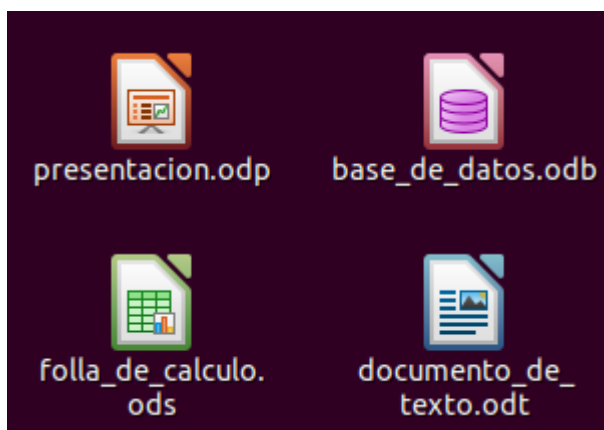 presentacion.odp
base_de_datos.odb
folla_de_calculo.
ods
documento_de_
texto.odt